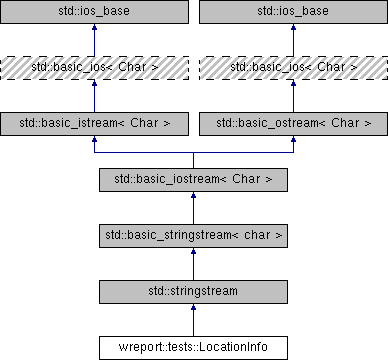 std::ios_base std::ios_base
std::basic_ios< Char > std::basic_ios< Char >
std::basic_istream< Char > std::basic_ostream< Char >
std::basic_iostream< Char >
std::basic_stringstream< char >
std::stringstream
wreport::tests::LocationInfo